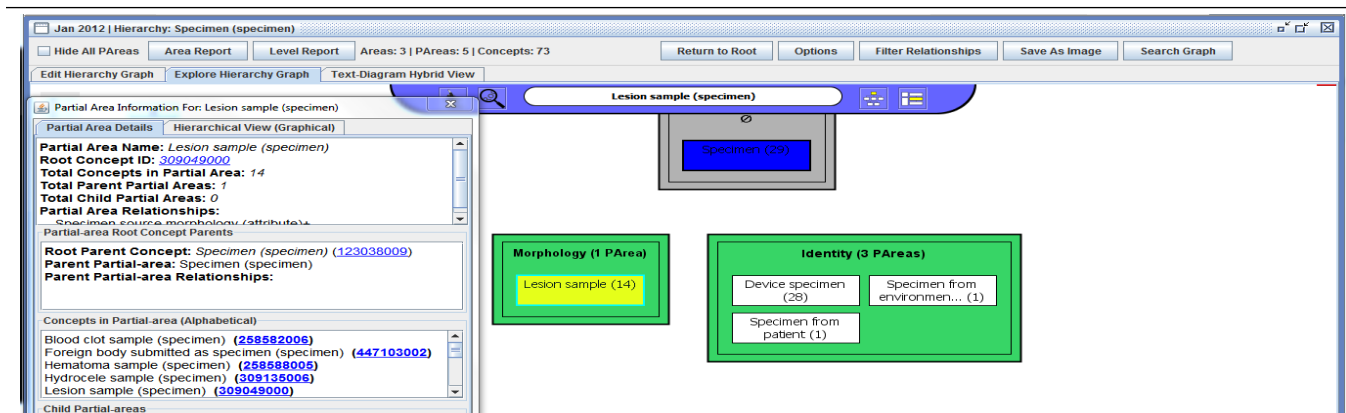 Jan 2012 | Hierarchy: Specimen (specimen)
Hide All PAreas Area Report Level Report Areas: 3 | PAreas: 5 | Concepts: 73 Return to Root Options Filter Relationships Save As Image Search Graph
Edit Hierarchy Graph Explore Hierarchy Graph Text-Diagram Hybrid View
Partial Area Information For: Lesion sample (specimen)
Partial Area Details Hierarchical View (Graphical)
Partial Area Name: Lesion sample (specimen)
Root Concept ID: 309049000
Total Concepts in Partial Area: 14
Total Parent Partial Areas: 1
Total Child Partial Areas: 0
Partial Area Relationships:
Specimen source morphology (attribute)+
Partial-area Root Concept Parents
Root Parent Concept: Specimen (specimen) (123038009)
Parent Partial-area: Specimen (specimen)
Parent Partial-area Relationships:
Concepts in Partial-area (Alphabetical)
Blood clot sample (specimen) (258582006)
Foreign body submitted as specimen (specimen) (447103002)
Hematoma sample (specimen) (258588005)
Hydrocele sample (specimen) (309135006)
Lesion sample (specimen) (309049000)
Child Partial-areas
Lesion sample (specimen)
∅
Specimen (29)
Morphology (1 PArea)
Lesion sample (14)
Identity (3 PAreas)
Device specimen
(28)
Specimen from
environmen... (1)
Specimen from
patient (1)